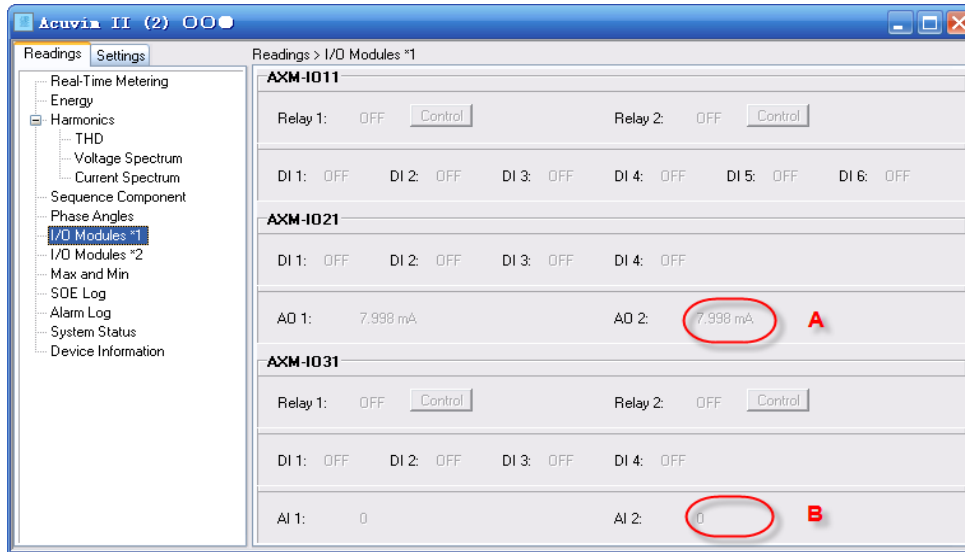 Acuvim II (2)
Readings Settings
Readings > I/O Modules *1
Real-Time Metering
Energy
Harmonics
THD
Voltage Spectrum
Current Spectrum
Sequence Component
Phase Angles
I/O Modules *1
I/O Modules *2
Max and Min
SOE Log
Alarm Log
System Status
Device Information
AXM-IO11
Relay 1: OFF Control Relay 2: OFF Control
DI 1: OFF DI 2: OFF DI 3: OFF DI 4: OFF DI 5: OFF DI 6: OFF
AXM-IO21
DI 1: OFF DI 2: OFF DI 3: OFF DI 4: OFF
AO 1: 7.998 mA AO 2: 7.998 mA A
AXM-IO31
Relay 1: OFF Control Relay 2: OFF Control
DI 1: OFF DI 2: OFF DI 3: OFF DI 4: OFF
AI 1: 0 AI 2: 0 B